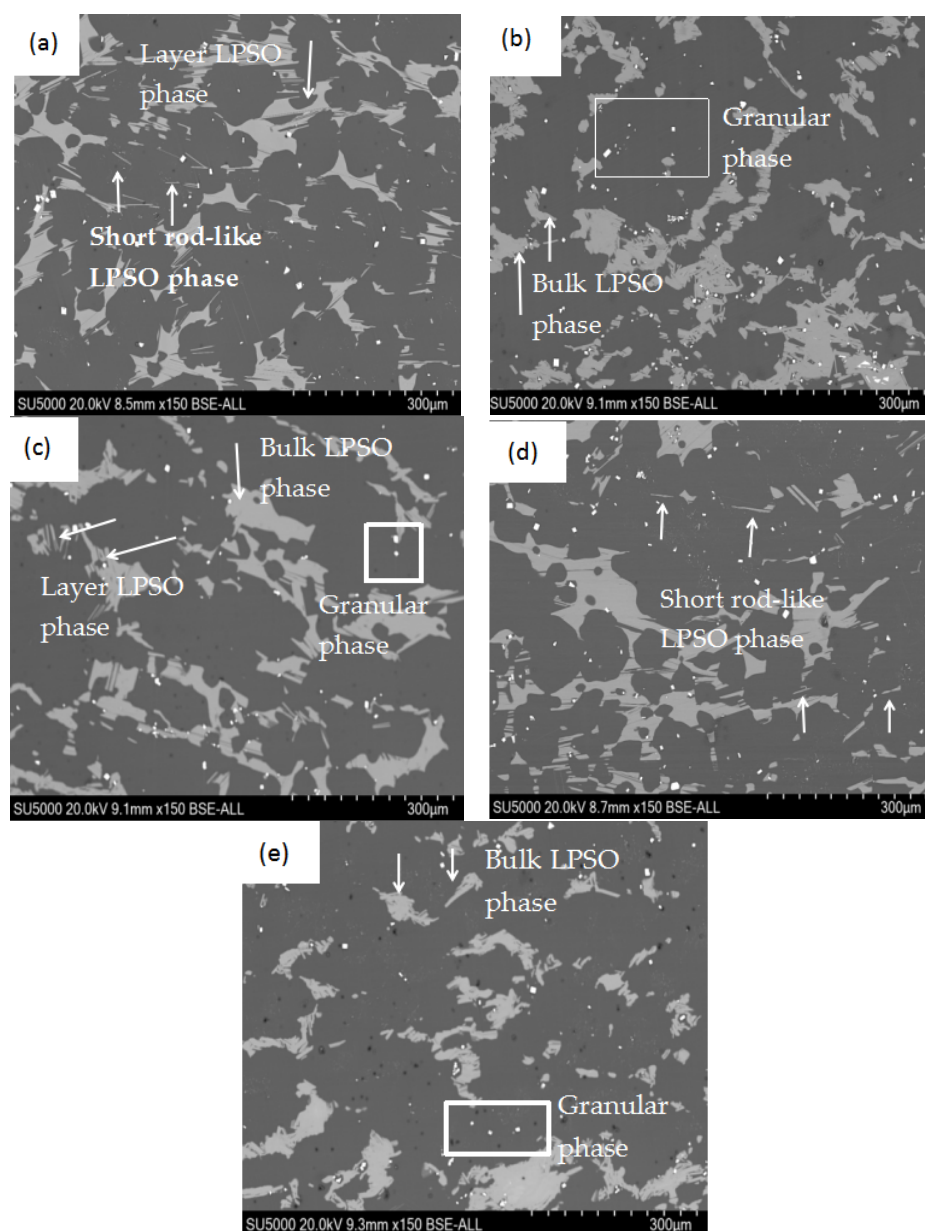 (a)
Layer LPSO
phase
Short rod-like
LPSO phase
SU5000 20.0kV 8.5mm x150 BSE-ALL 300µm
(b)
Granular
phase
Bulk LPSO
phase
SU5000 20.0kV 9.1mm x150 BSE-ALL 300µm
(c)
Bulk LPSO
phase
Layer LPSO
phase
Granular
phase
SU5000 20.0kV 9.1mm x150 BSE-ALL 300µm
(d)
Short rod-like
LPSO phase
SU5000 20.0kV 8.7mm x150 BSE-ALL 300µm
(e)
Bulk LPSO
phase
Granular
phase
SU5000 20.0kV 9.3mm x150 BSE-ALL 300µm